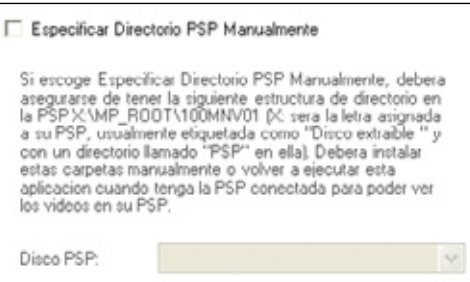 Especificar Directorio PSP Manualmente
Si escoge Especificar Directorio PSP Manualmente, debera
asegurarse de tener la siguiente estructura de directorio en
la PSP X:\MP_ROOT\100MNV01 (X: sera la letra asignada
a su PSP, usualmente etiquetada como "Disco extraible " y
con un directorio llamado "PSP" en ella). Debera instalar
estas carpetas manualmente o volver a ejecutar esta
aplicacion cuando tenga la PSP conectada para poder ver
los videos en su PSP.
Disco PSP: